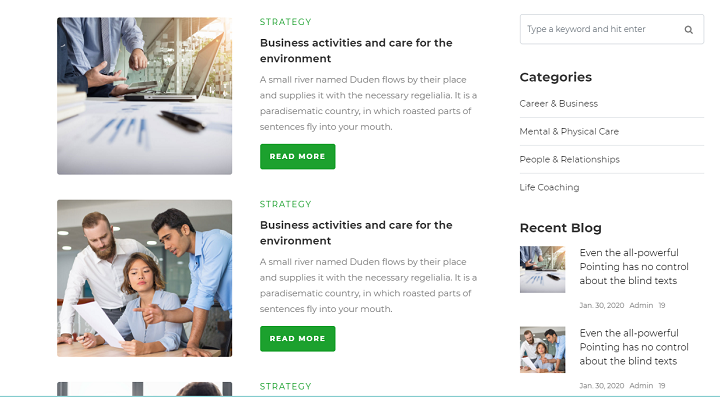 STRATEGY
Business activities and care for the
environment
A small river named Duden flows by their place
and supplies it with the necessary regelialia. It is a
paradisematic country, in which roasted parts of
sentences fly into your mouth.
READ MORE
STRATEGY
Business activities and care for the
environment
A small river named Duden flows by their place
and supplies it with the necessary regelialia. It is a
paradisematic country, in which roasted parts of
sentences fly into your mouth.
READ MORE
STRATEGY
Type a keyword and hit enter
Categories
Career & Business
Mental & Physical Care
People & Relationships
Life Coaching
Recent Blog
Even the all-powerful
Pointing has no control
about the blind texts
Jan. 30, 2020 Admin 19
Even the all-powerful
Pointing has no control
about the blind texts
Jan. 30, 2020 Admin 19